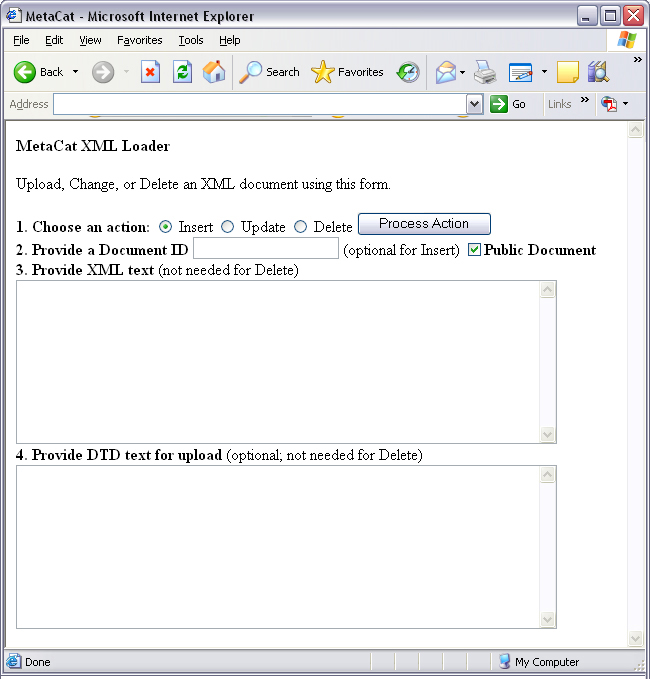 MetaCat - Microsoft Internet Explorer
File Edit View Favorites Tools Help
Back Search Favorites »
Address Go Links »
MetaCat XML Loader
Upload, Change, or Delete an XML document using this form.
1. Choose an action: Insert Update Delete Process Action
2. Provide a Document ID (optional for Insert) Public Document
3. Provide XML text (not needed for Delete)
4. Provide DTD text for upload (optional; not needed for Delete)
Done My Computer